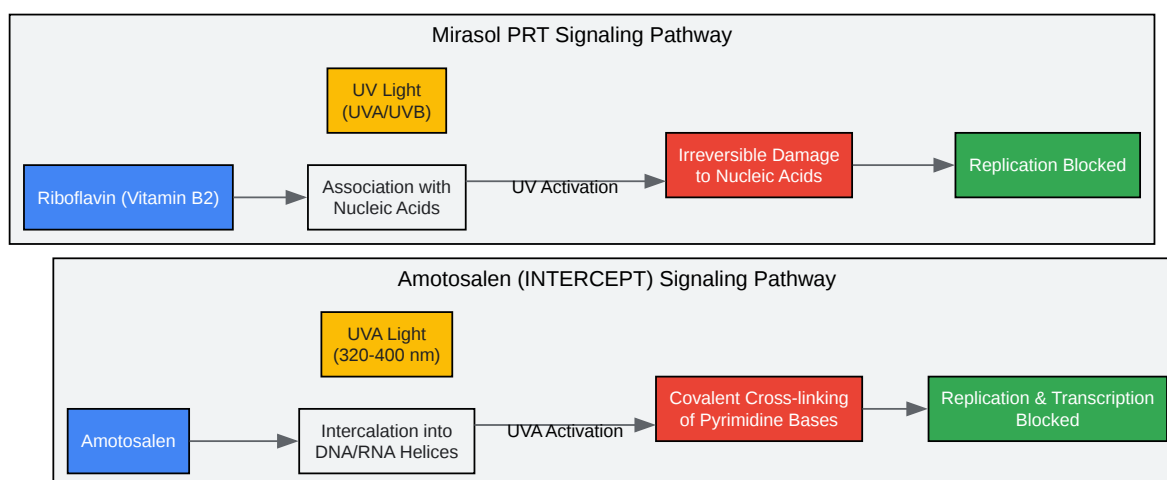 Mirasol PRT Signaling Pathway
UV Light
(UVA/UVB)
Riboflavin (Vitamin B2)
Association with
Nucleic Acids
UV Activation
Irreversible Damage
to Nucleic Acids
Replication Blocked
Amotosalen (INTERCEPT) Signaling Pathway
UVA Light
(320-400 nm)
Amotosalen
Intercalation into
DNA/RNA Helices
UVA Activation
Covalent Cross-linking
of Pyrimidine Bases
Replication & Transcription
Blocked